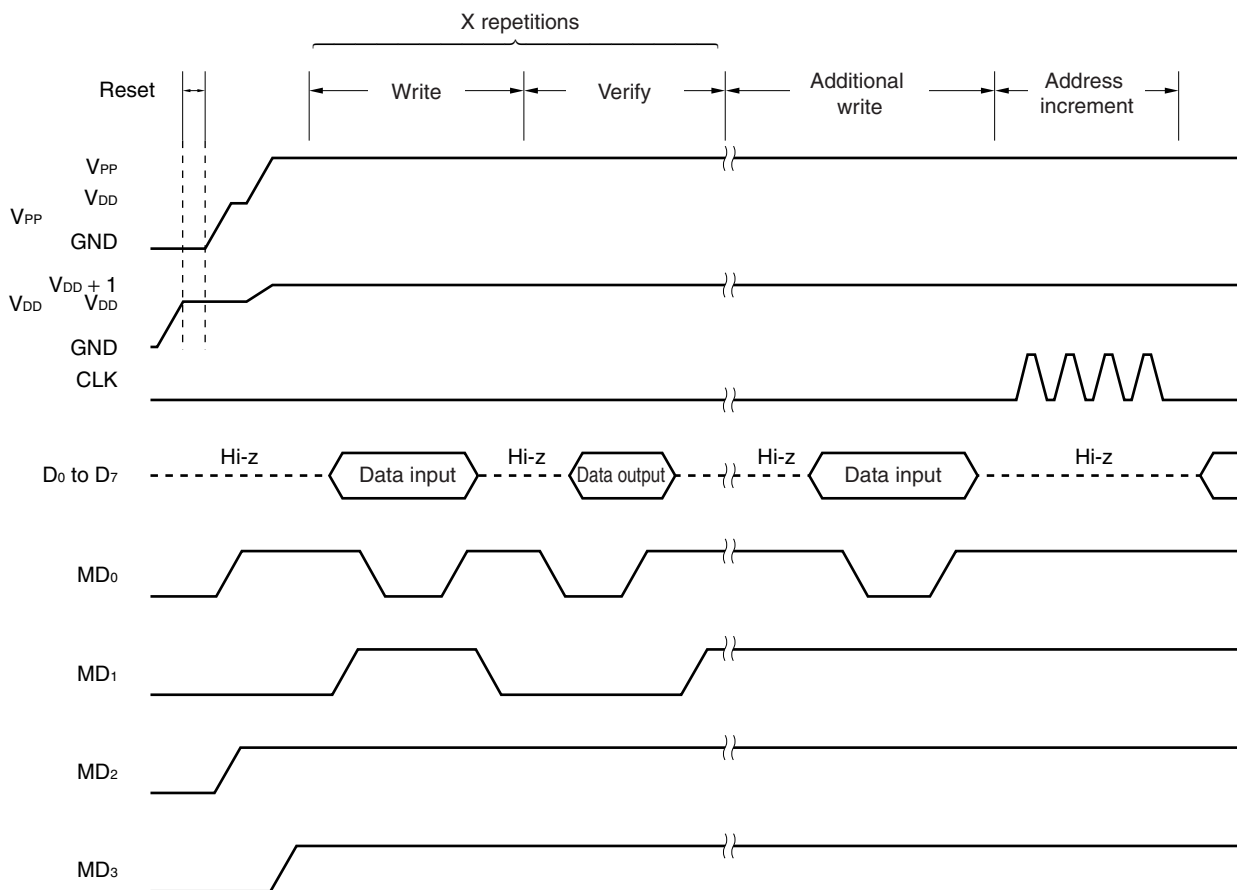 X repetitions
Reset
Write
Verify
Additional
write
Address
increment
VPP
VPP
VDD
GND
VDD
VDD + 1
VDD
GND
CLK
D0 to D7
Hi-z
Data input
Hi-z
Data output
Hi-z
Data input
Hi-z
MD0
MD1
MD2
MD3